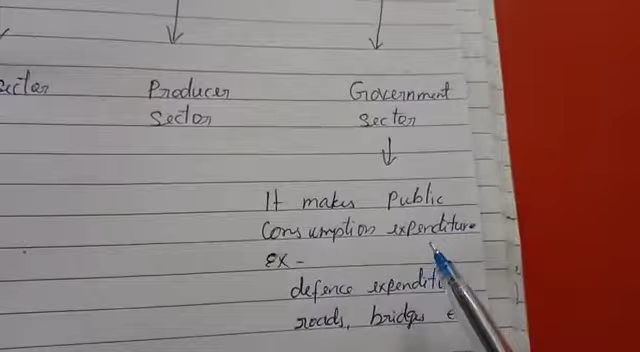 Producer Government
Sector sector
It makes public
Consumption expenditure
Ex-
defence
roads, bridges